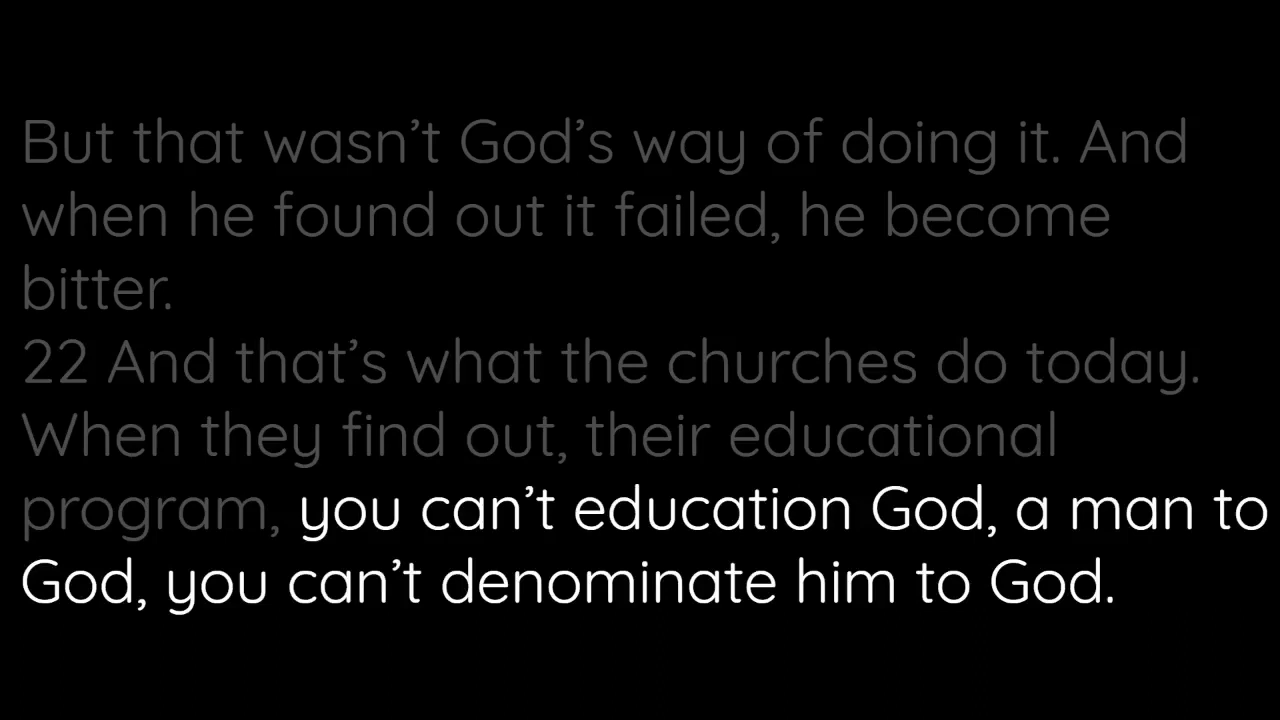 But that wasn’t God’s way of doing it. And
when he found out it failed, he become
bitter.
22 And that’s what the churches do today.
When they find out, their educational
program, you can’t education God, a man to
God, you can’t denominate him to God.